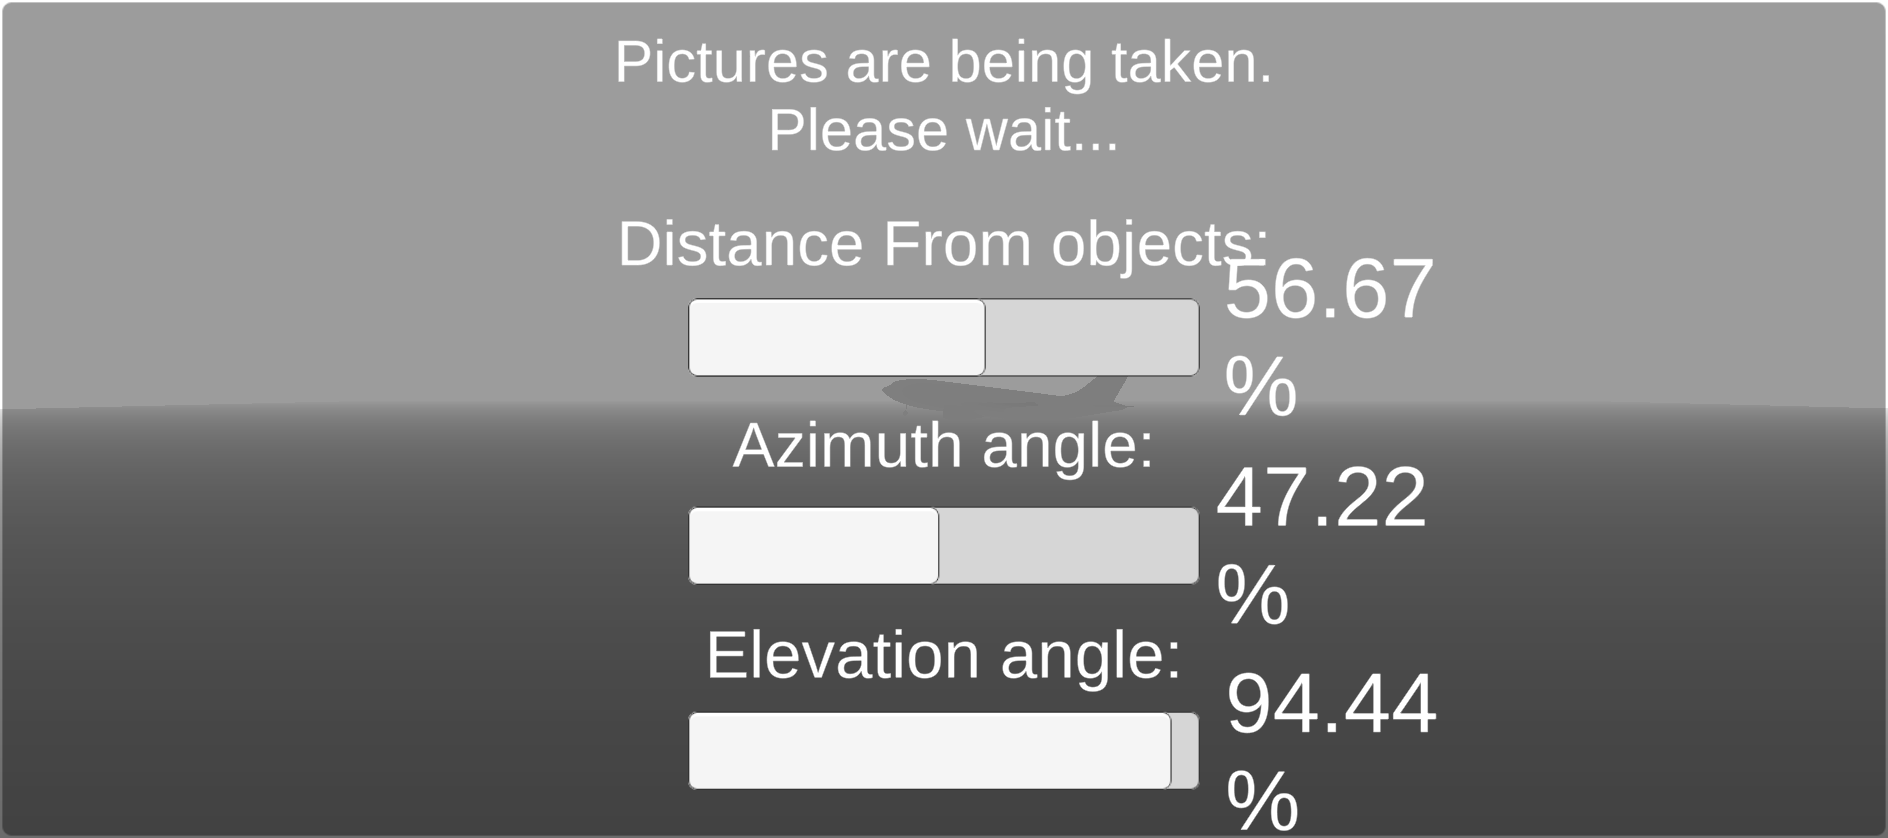 Pictures are being taken.
Please wait...
Distance From objects:
56.67
%
Azimuth angle:
47.22
%
Elevation angle:
94.44
%